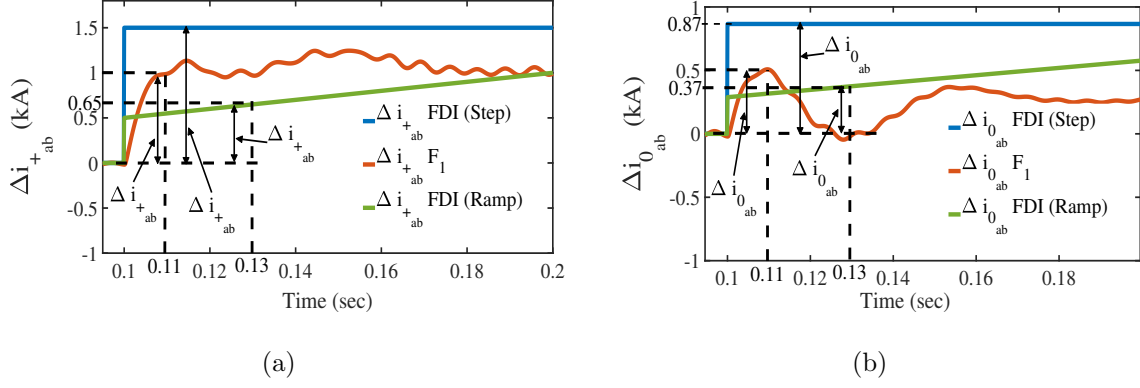 1.5
1
0.65
0.5
0
-0.5
-1
Δi+ab (kA)
Δ i+ab FDI (Step)
Δ i+ab F1
Δ i+ab FDI (Ramp)
Δ i+ab
Δ i+ab
Δ i+ab
0.1 0.11 0.12 0.13 0.14 0.16 0.18 0.2
Time (sec)
(a)
1
0.87
0.5
0.37
0
-0.5
-1
Δi0ab (kA)
Δ i0ab
Δ i0ab
Δ i0ab
Δ i0ab FDI (Step)
Δ i0ab F1
Δ i0ab FDI (Ramp)
0.1 0.11 0.12 0.13 0.14 0.16 0.18
Time (sec)
(b)